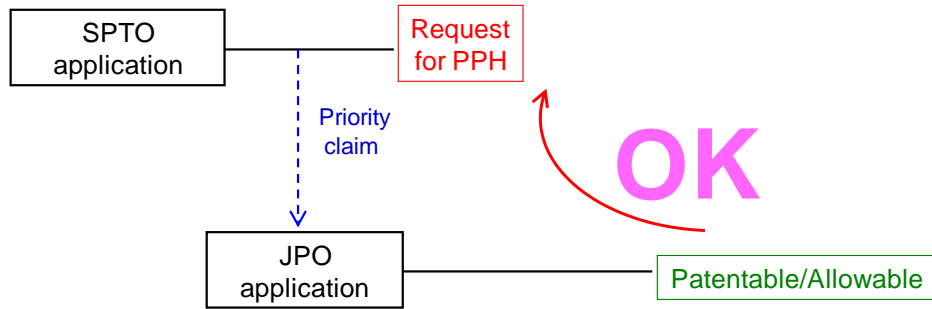 SPTO
application
Request
for PPH
Priority
claim
OK
JPO
application
Patentable/Allowable